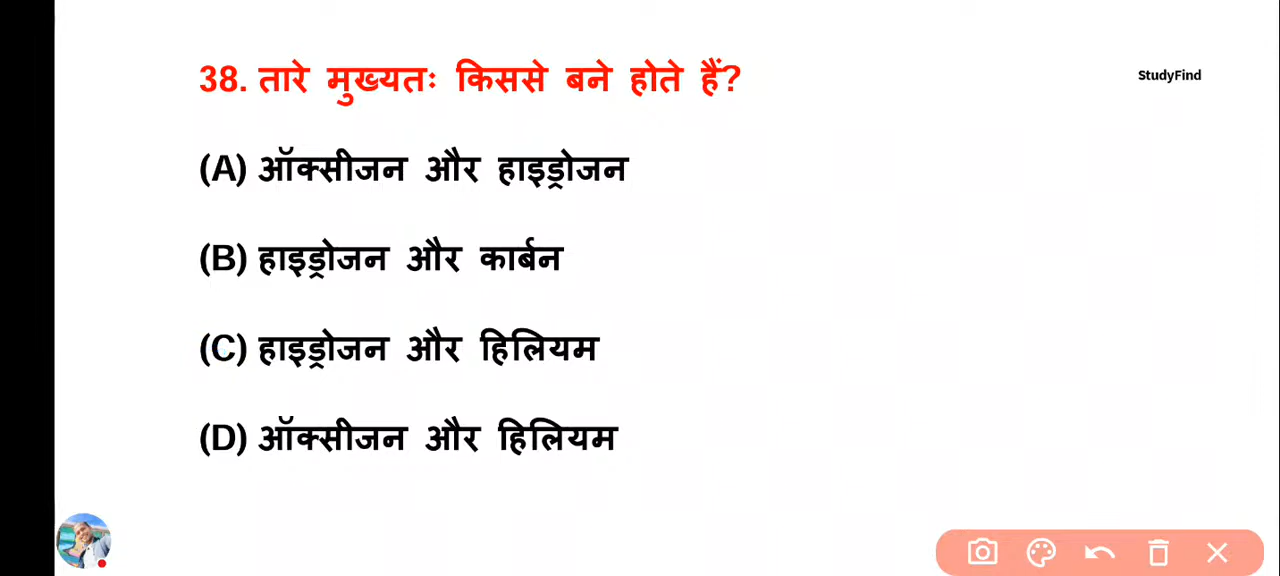 38. तारे मुख्यतः किससे बने होते हैं?
StudyFind
(A) ऑक्सीजन और हाइड्रोजन
(B) हाइड्रोजन और कार्बन
(C) हाइड्रोजन और हिलियम
(D) ऑक्सीजन और हिलियम